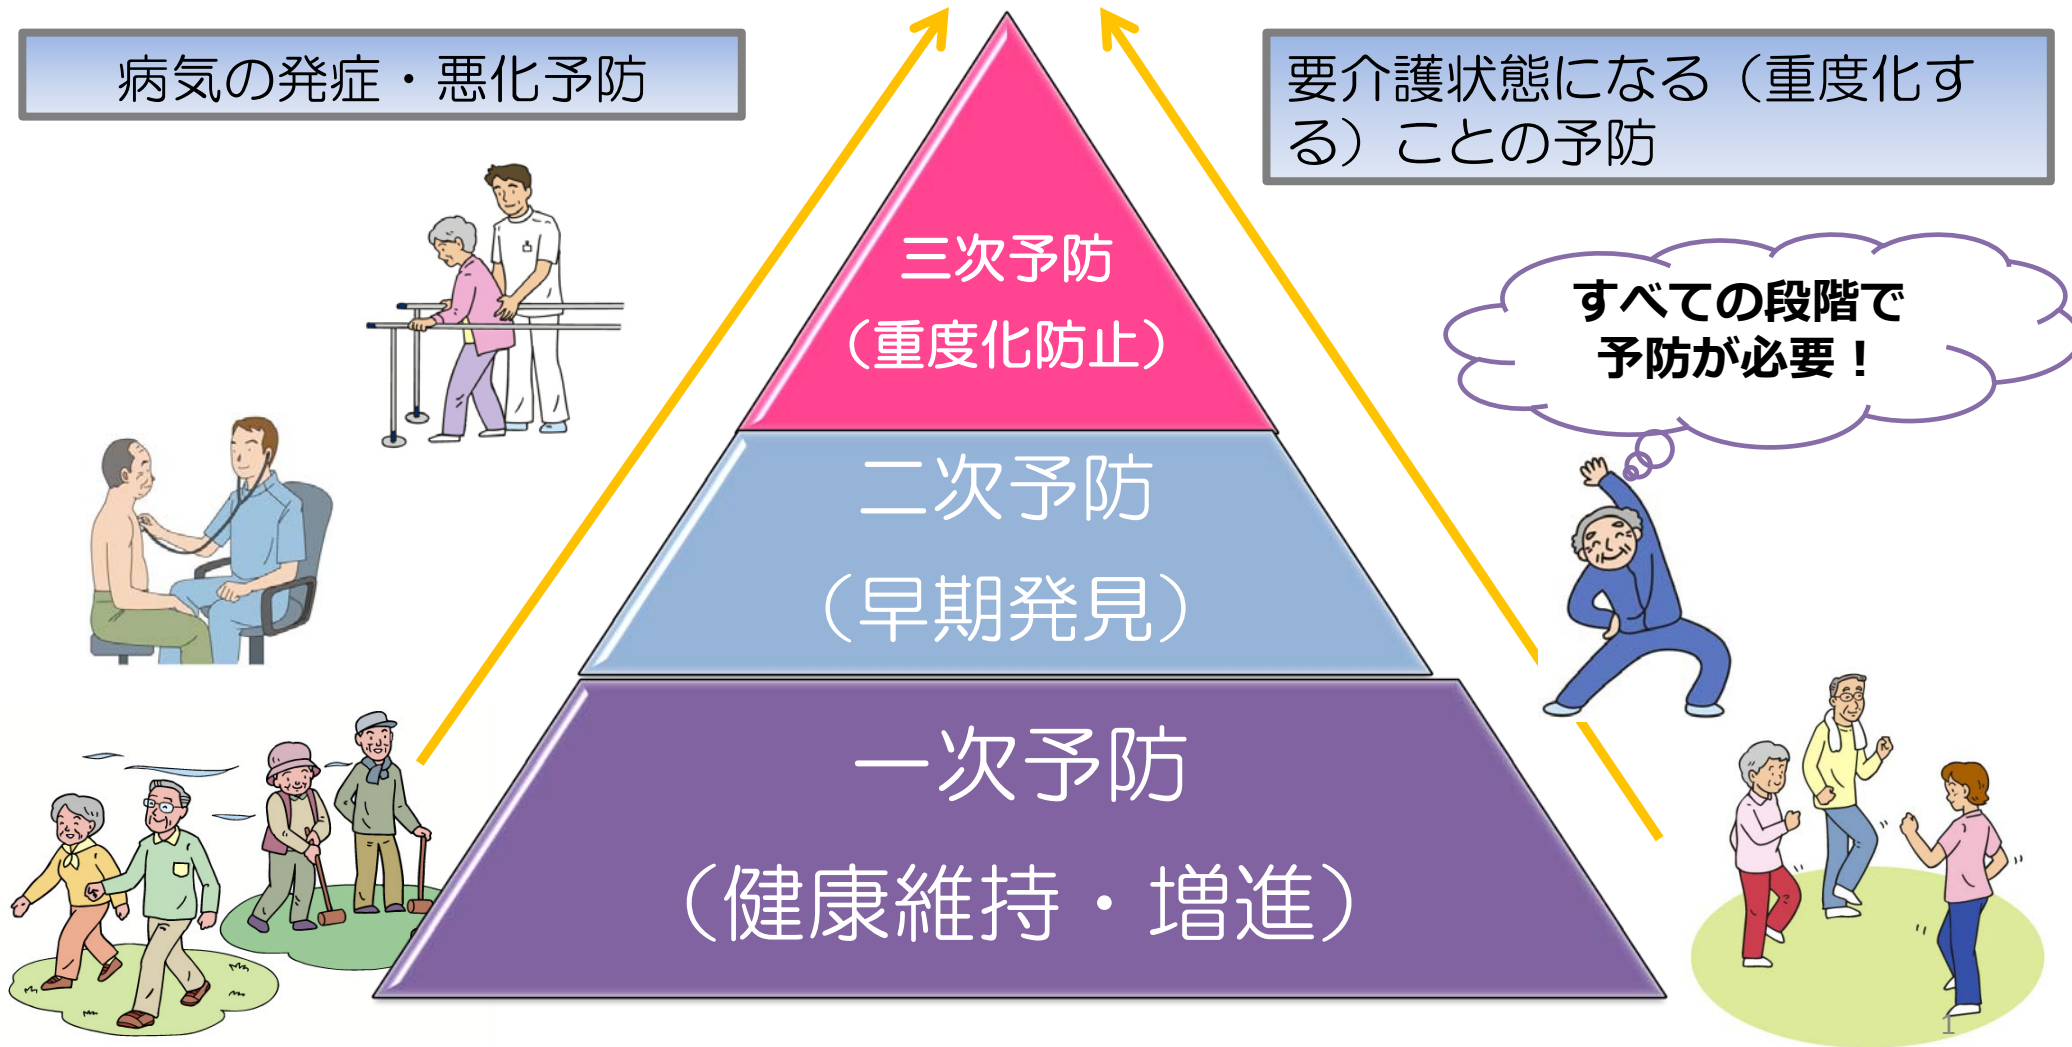 病気の発症・悪化予防
要介護状態になる（重度化す
る）ことの予防
三次予防
（重度化防止）
すべての段階で
予防が必要！
二次予防
（早期発見）
一次予防
（健康維持・増進）
1